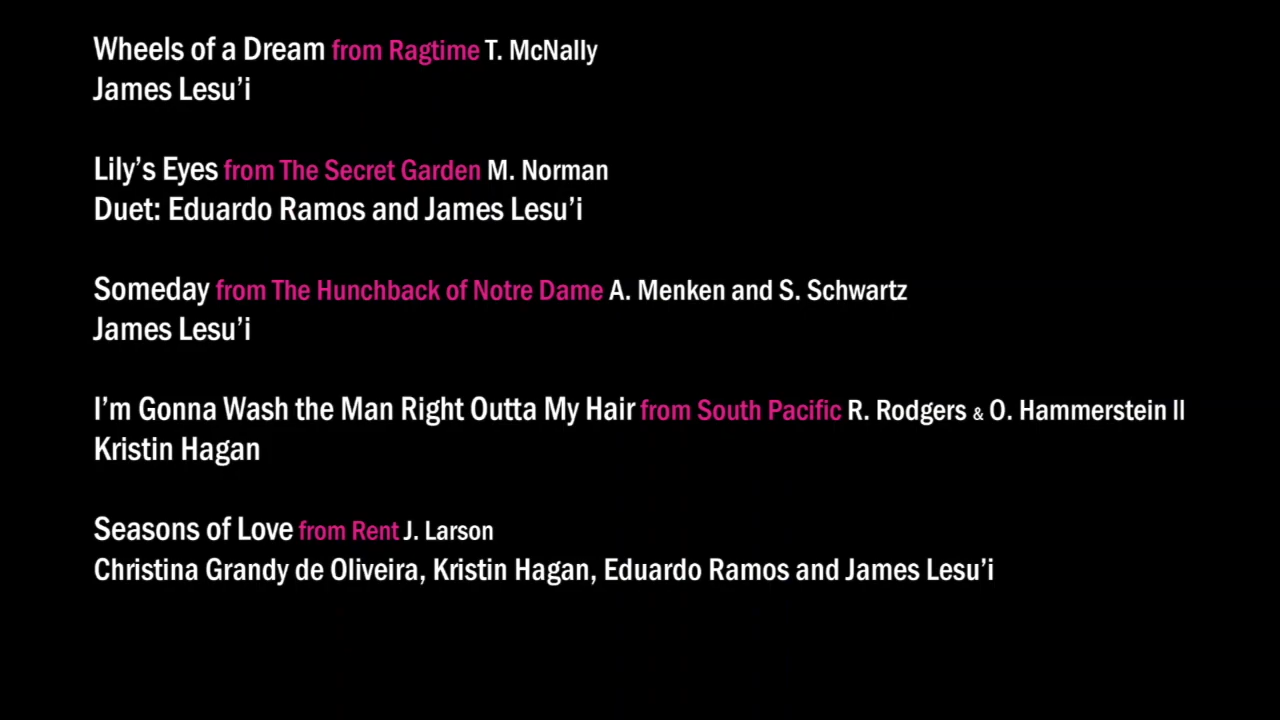 Wheels of a Dream from Ragtime T. McNally
James Lesu’i
Lily’s Eyes from The Secret Garden M. Norman
Duet: Eduardo Ramos and James Lesu’i
Someday from The Hunchback of Notre Dame A. Menken and S. Schwartz
James Lesu’i
I’m Gonna Wash the Man Right Outta My Hair from South Pacific R. Rodgers & O. Hammerstein II
Kristin Hagan
Seasons of Love from Rent J. Larson
Christina Grandy de Oliveira, Kristin Hagan, Eduardo Ramos and James Lesu’i